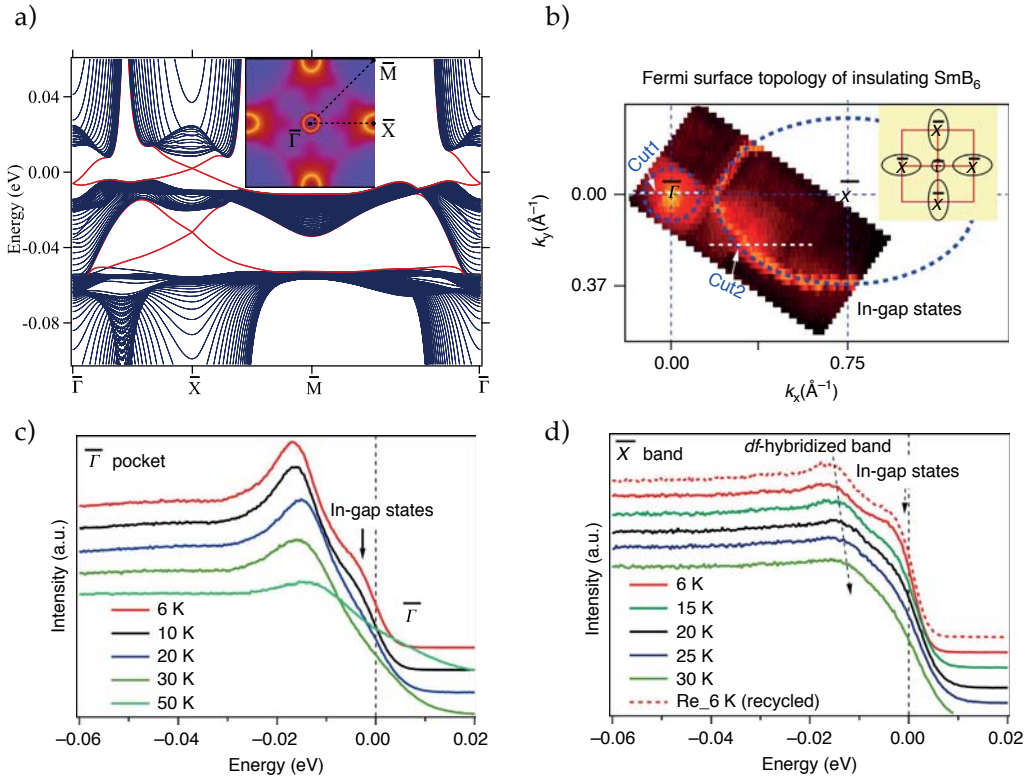 a)
0.04
0.00
-0.04
-0.08
Energy (eV)
Γ̅
X̅
M̅
Γ̅
M̅
X̅
Γ̅
b)
Fermi surface topology of insulating SmB₆
Cut1
Γ̅
X̅
Cut2
In-gap states
X̅
X̅
Γ̅
X̅
X̅
0.00
0.37
k_y(Å⁻¹)
0.00
0.75
k_x(Å⁻¹)
c)
Γ̅ pocket
In-gap states
Γ̅
6 K
10 K
20 K
30 K
50 K
Intensity (a.u.)
−0.06
−0.04
−0.02
0.00
0.02
Energy (eV)
d)
X̅ band
df-hybridized band
In-gap states
6 K
15 K
20 K
25 K
30 K
Re_6 K (recycled)
Intensity (a.u.)
−0.06
−0.04
−0.02
0.00
0.02
Energy (eV)